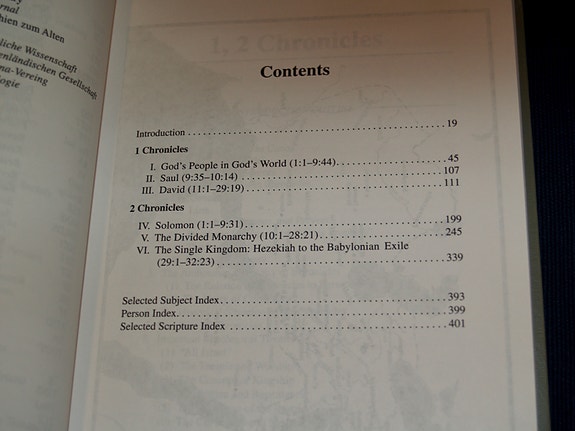 rnal
hien zum Alten
liche Wissenschaft
enländischen Gesellschaft
na-Vereins
logie
1, 2 Chronicles
Contents
Introduction . . . . . . . . . . . . . . . . . . . . . . . . . . . . . . . . . . . . . . . . . . . . 19
1 Chronicles
I. God's People in God's World (1:1–9:44). . . . . . . . . . . . . . . . . . . 45
II. Saul (9:35–10:14) . . . . . . . . . . . . . . . . . . . . . . . . . . . . . . . . . . . 107
III. David (11:1–29:19) . . . . . . . . . . . . . . . . . . . . . . . . . . . . . . . . . . 111
2 Chronicles
IV. Solomon (1:1–9:31) . . . . . . . . . . . . . . . . . . . . . . . . . . . . . . . . . 199
V. The Divided Monarchy (10:1–28:21) . . . . . . . . . . . . . . . . . . . . . 245
VI. The Single Kingdom: Hezekiah to the Babylonian Exile
(29:1–32:23) . . . . . . . . . . . . . . . . . . . . . . . . . . . . . . . . . . . . . . 339
Selected Subject Index . . . . . . . . . . . . . . . . . . . . . . . . . . . . . . . . . . . . 393
Person Index . . . . . . . . . . . . . . . . . . . . . . . . . . . . . . . . . . . . . . . . . . . 399
Selected Scripture Index . . . . . . . . . . . . . . . . . . . . . . . . . . . . . . . . . . 401